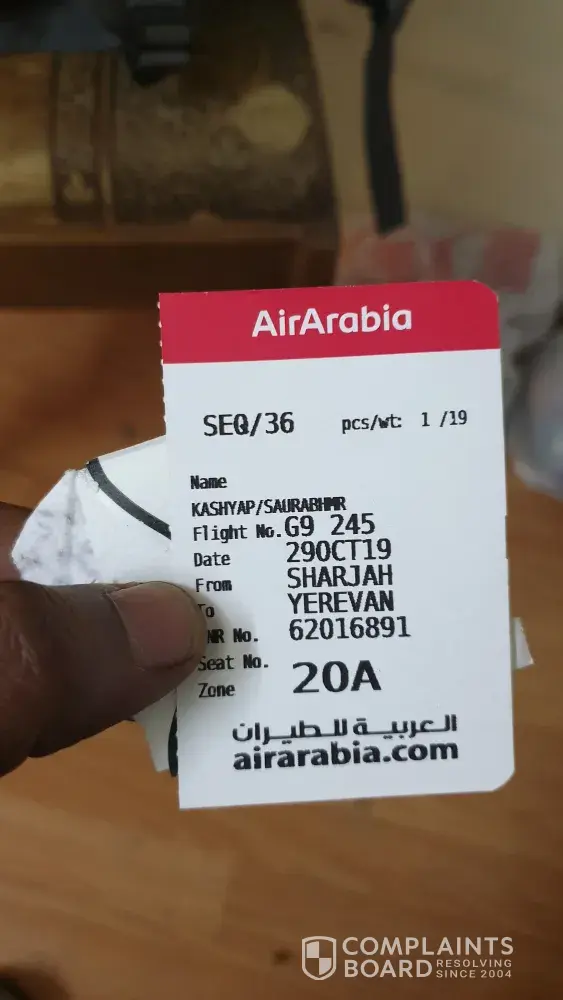 AirArabia
SEQ/36 pcs/wt: 1 /19
Name
KASHYAP/SAURABHMR
Flight No. G9 245
Date 29OCT19
From SHARJAH
To YEREVAN
NR No. 62016891
Seat No. 20A
Zone
العربية للطيران
airarabia.com
COMPLAINTS
BOARD RESOLVING
SINCE 2004